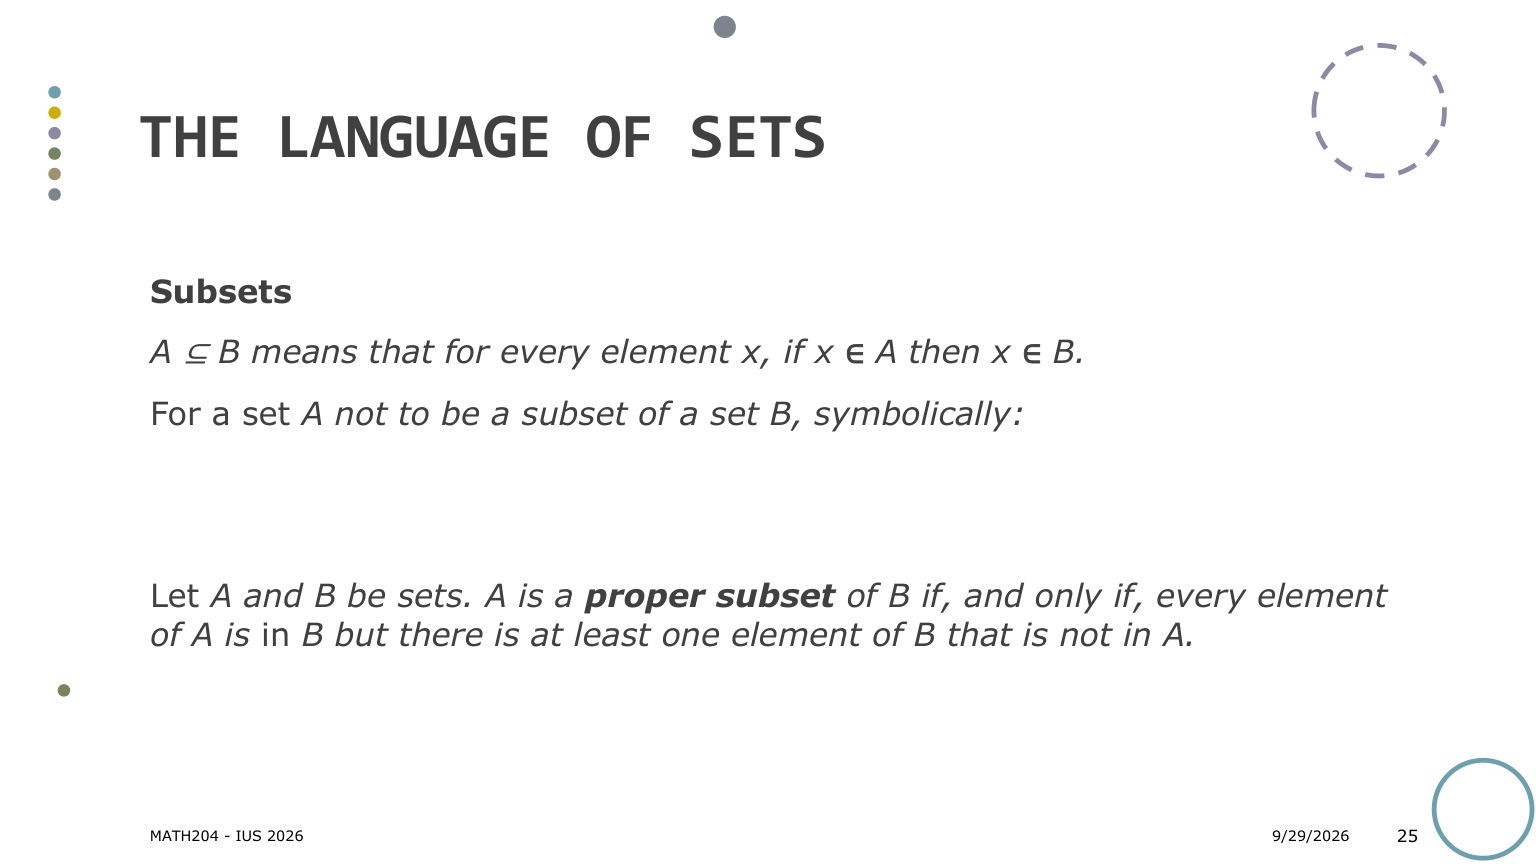 THE LANGUAGE OF SETS
Subsets
A ⊆ B means that for every element x, if x ∈ A then x ∈ B.
For a set A not to be a subset of a set B, symbolically:
Let A and B be sets. A is a proper subset of B if, and only if, every element
of A is in B but there is at least one element of B that is not in A.
MATH204 - IUS 2026
9/29/2026
25